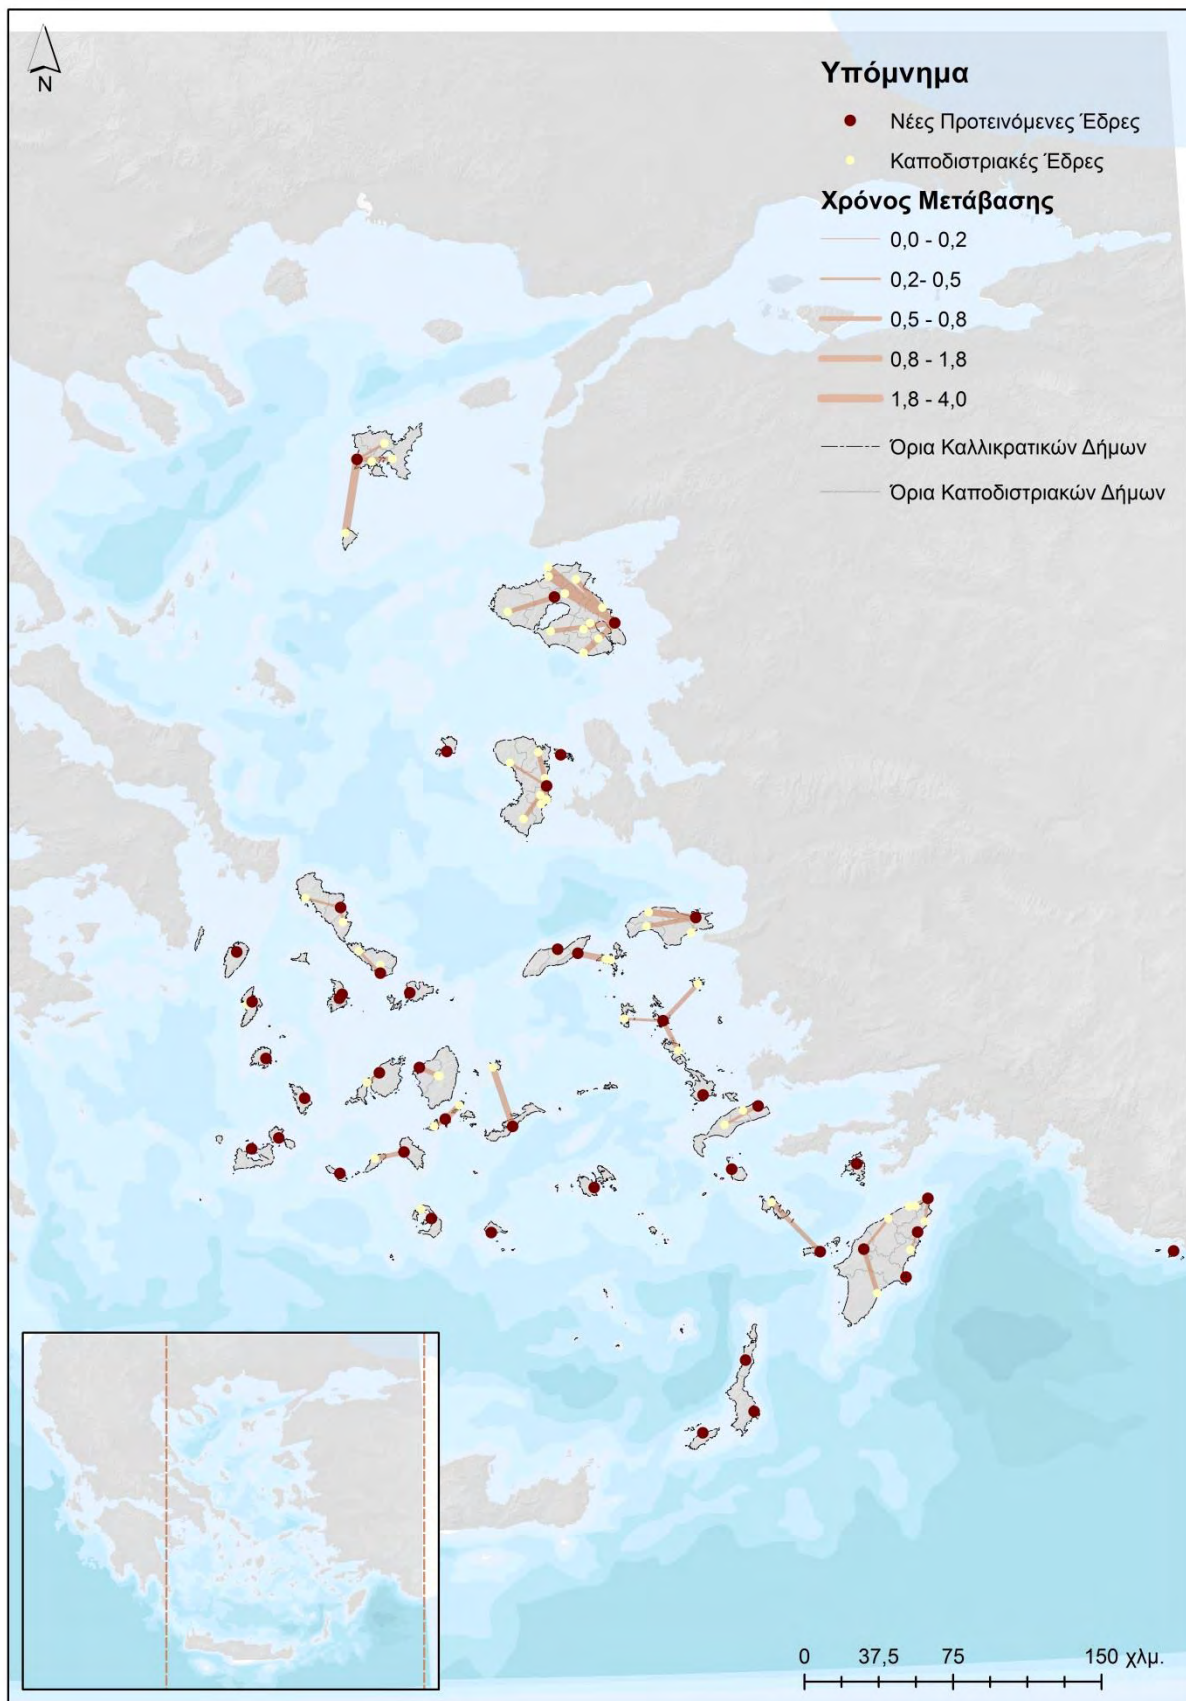 N
Υπόμνημα
Νέες Προτεινόμενες Έδρες
Καποδιστριακές Έδρες
Χρόνος Μετάβασης
0,0 - 0,2
0,2- 0,5
0,5 - 0,8
0,8 - 1,8
1,8 - 4,0
Όρια Καλλικρατικών Δήμων
Όρια Καποδιστριακών Δήμων
0 37,5 75 150 χλμ.